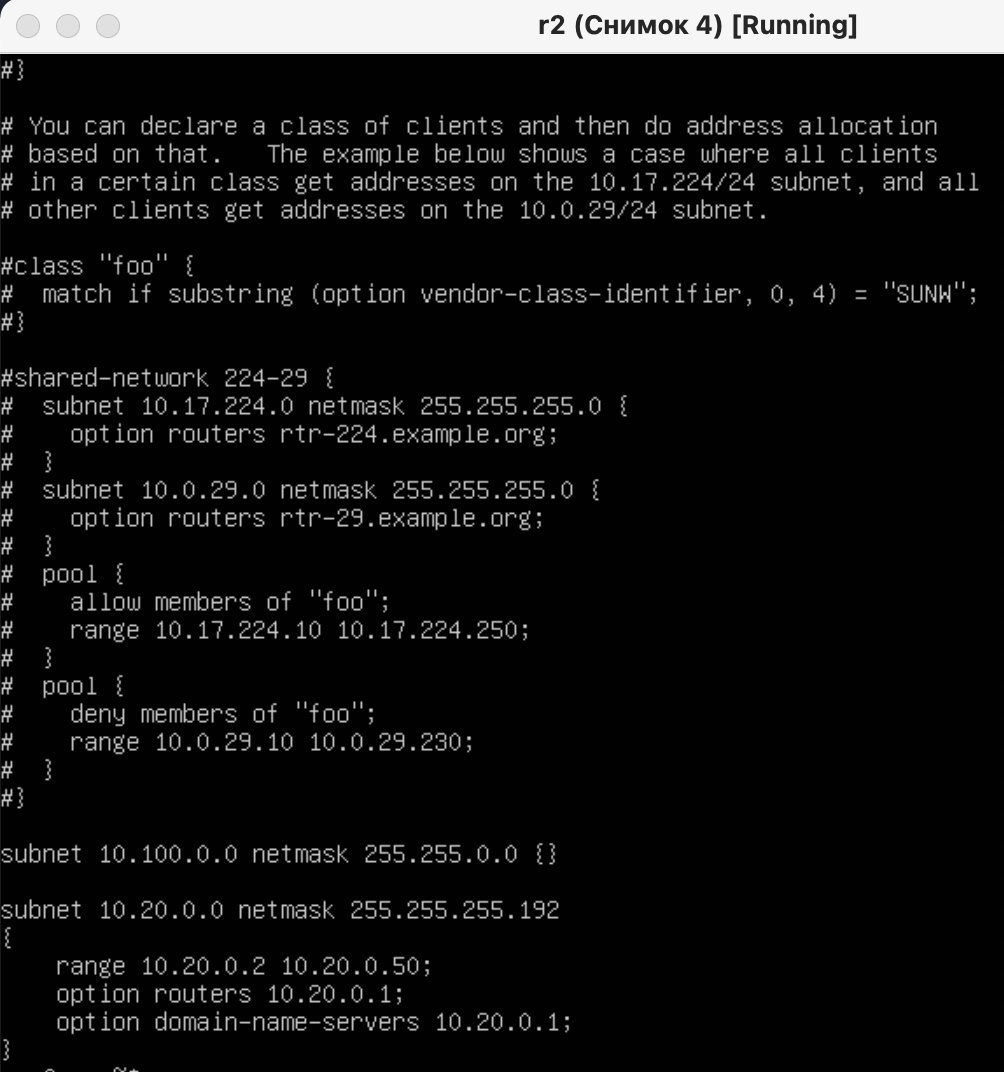 r2 (Снимок 4) [Running]
#}
# You can declare a class of clients and then do address allocation
# based on that.   The example below shows a case where all clients
# in a certain class get addresses on the 10.17.224/24 subnet, and all
# other clients get addresses on the 10.0.29/24 subnet.
#class "foo" {
#  match if substring (option vendor-class-identifier, 0, 4) = "SUNW";
#}
#shared-network 224-29 {
#  subnet 10.17.224.0 netmask 255.255.255.0 {
#    option routers rtr-224.example.org;
#  }
#  subnet 10.0.29.0 netmask 255.255.255.0 {
#    option routers rtr-29.example.org;
#  }
#  pool {
#    allow members of "foo";
#    range 10.17.224.10 10.17.224.250;
#  }
#  pool {
#    deny members of "foo";
#    range 10.0.29.10 10.0.29.230;
#  }
#}
subnet 10.100.0.0 netmask 255.255.0.0 {}
subnet 10.20.0.0 netmask 255.255.255.192
{
    range 10.20.0.2 10.20.0.50;
    option routers 10.20.0.1;
    option domain-name-servers 10.20.0.1;
}